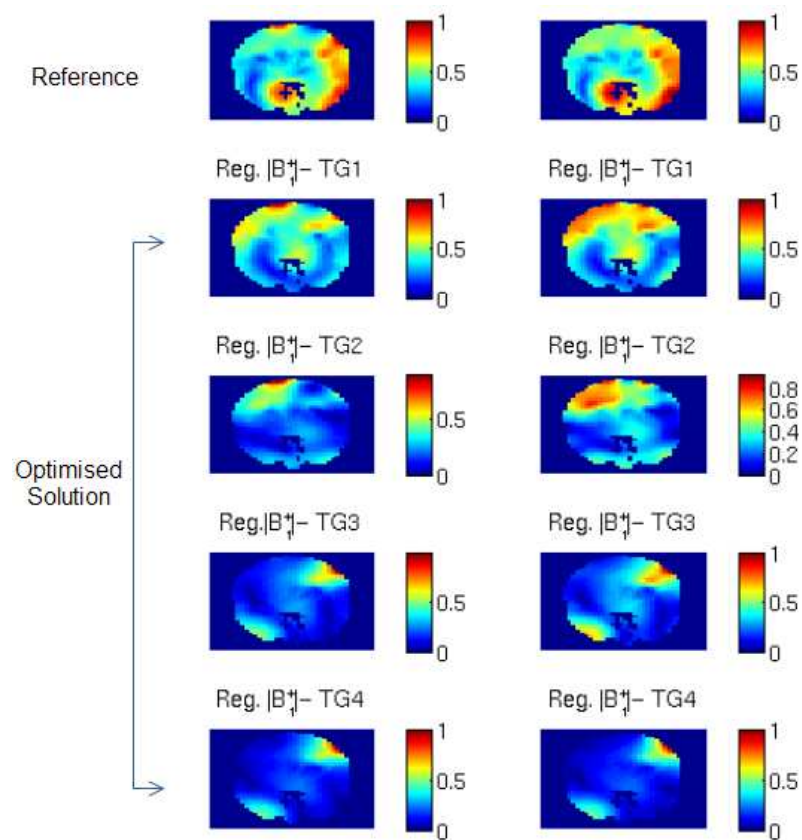 Reference
1
0.5
0
1
0.5
0
Reg. |B₁⁺|− TG1
Reg. |B₁⁺|− TG1
1
0.5
0
1
0.5
0
Reg. |B₁⁺|− TG2
Reg. |B₁⁺|− TG2
0.5
0
0.8
0.6
0.4
0.2
0
Optimised
Solution
Reg.|B₁⁺|− TG3
Reg. |B₁⁺|− TG3
0.5
0
1
0.5
0
Reg. |B₁⁺|− TG4
Reg. |B₁⁺|− TG4
1
0.5
0
1
0.5
0